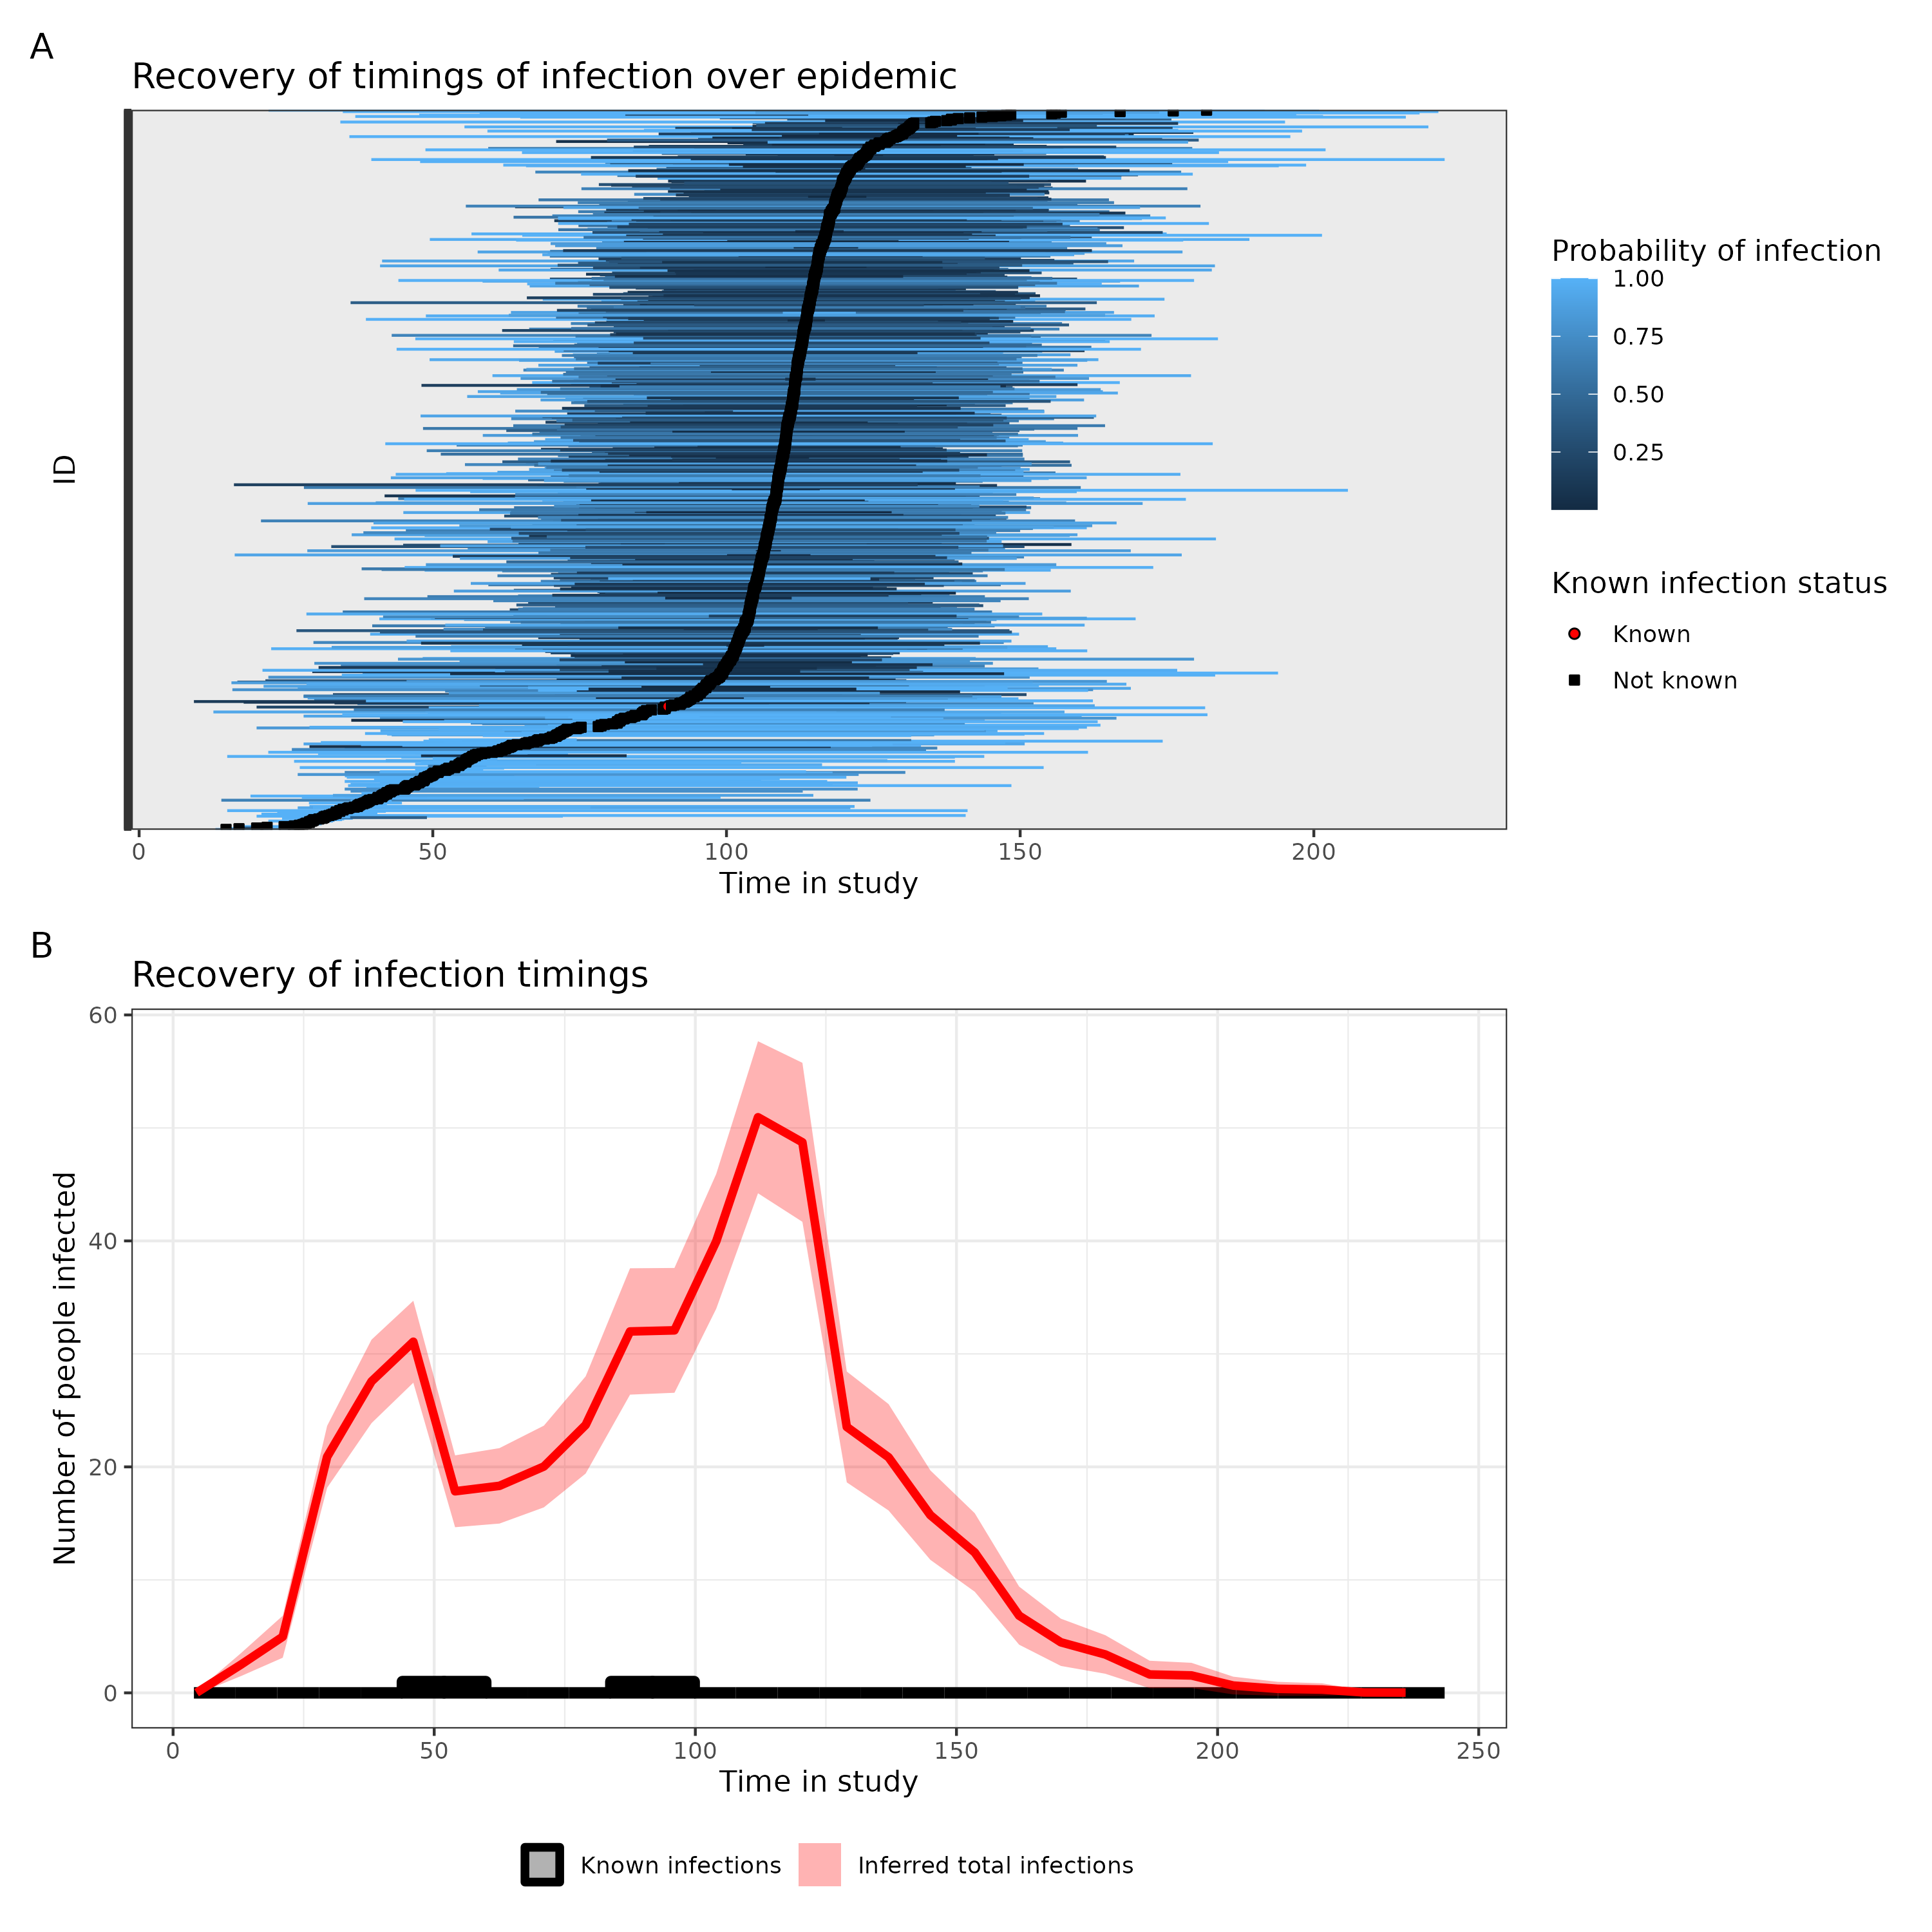 A
Recovery of timings of infection over epidemic
ID
0 50 100 150 200
Time in study
Probability of infection
1.00
0.75
0.50
0.25
Known infection status
Known
Not known
B
Recovery of infection timings
Number of people infected
60
40
20
0
0 50 100 150 200 250
Time in study
Known infections Inferred total infections